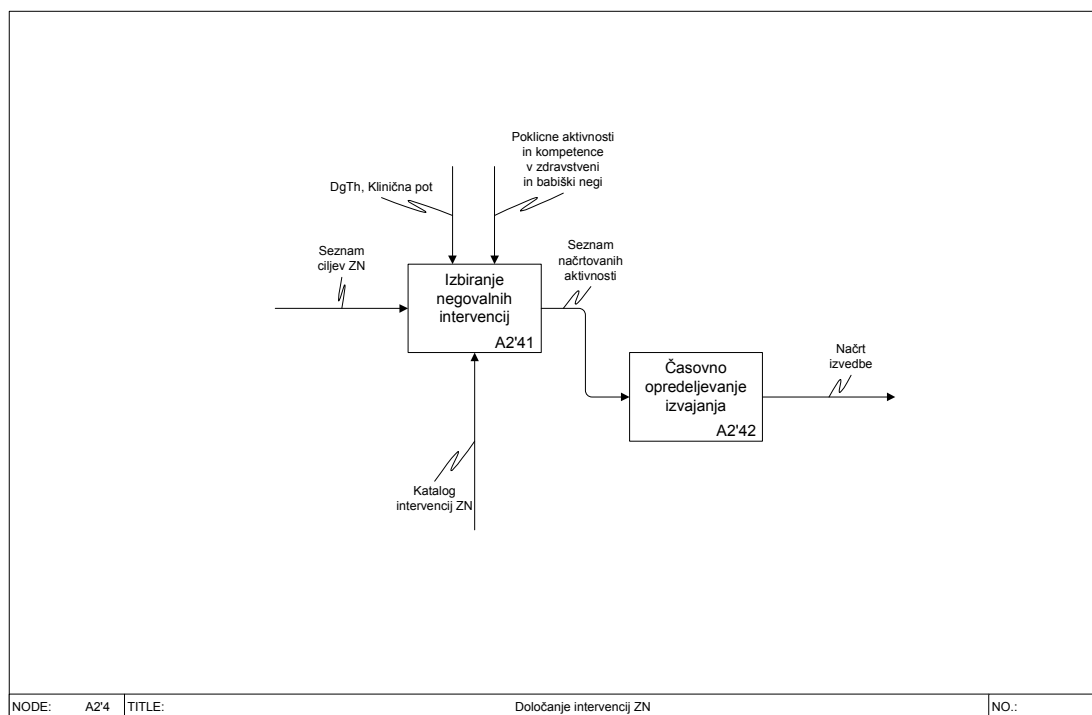 Poklicne aktivnosti
in kompetence
v zdravstveni
in babiški negi
DgTh, Klinična pot
Seznam
ciljev ZN
Izbiranje
negovalnih
intervencij
A2'41
Seznam
načrtovanih
aktivnosti
Časovno
opredeljevanje
izvajanja
A2'42
Načrt
izvedbe
Katalog
intervencij ZN
NODE: A2'4 TITLE: Določanje intervencij ZN NO.: